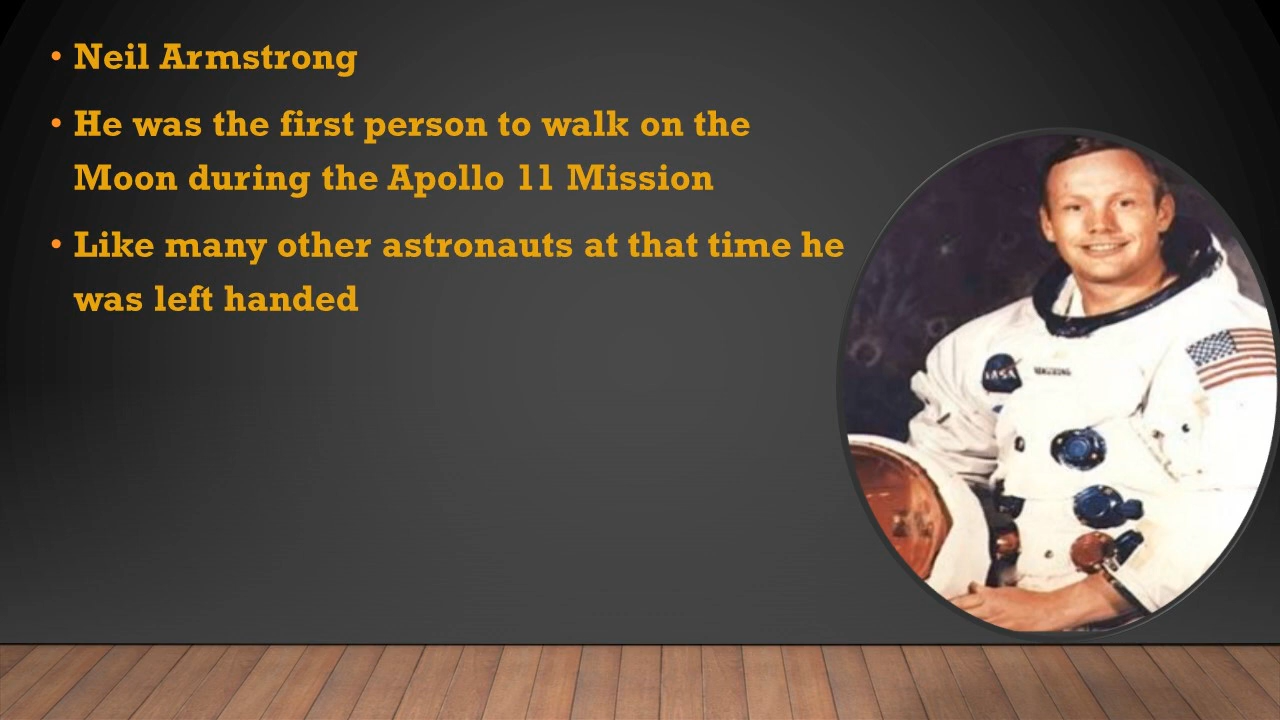 • Neil Armstrong
• He was the first person to walk on the
Moon during the Apollo 11 Mission
• Like many other astronauts at that time he
was left handed
NASA